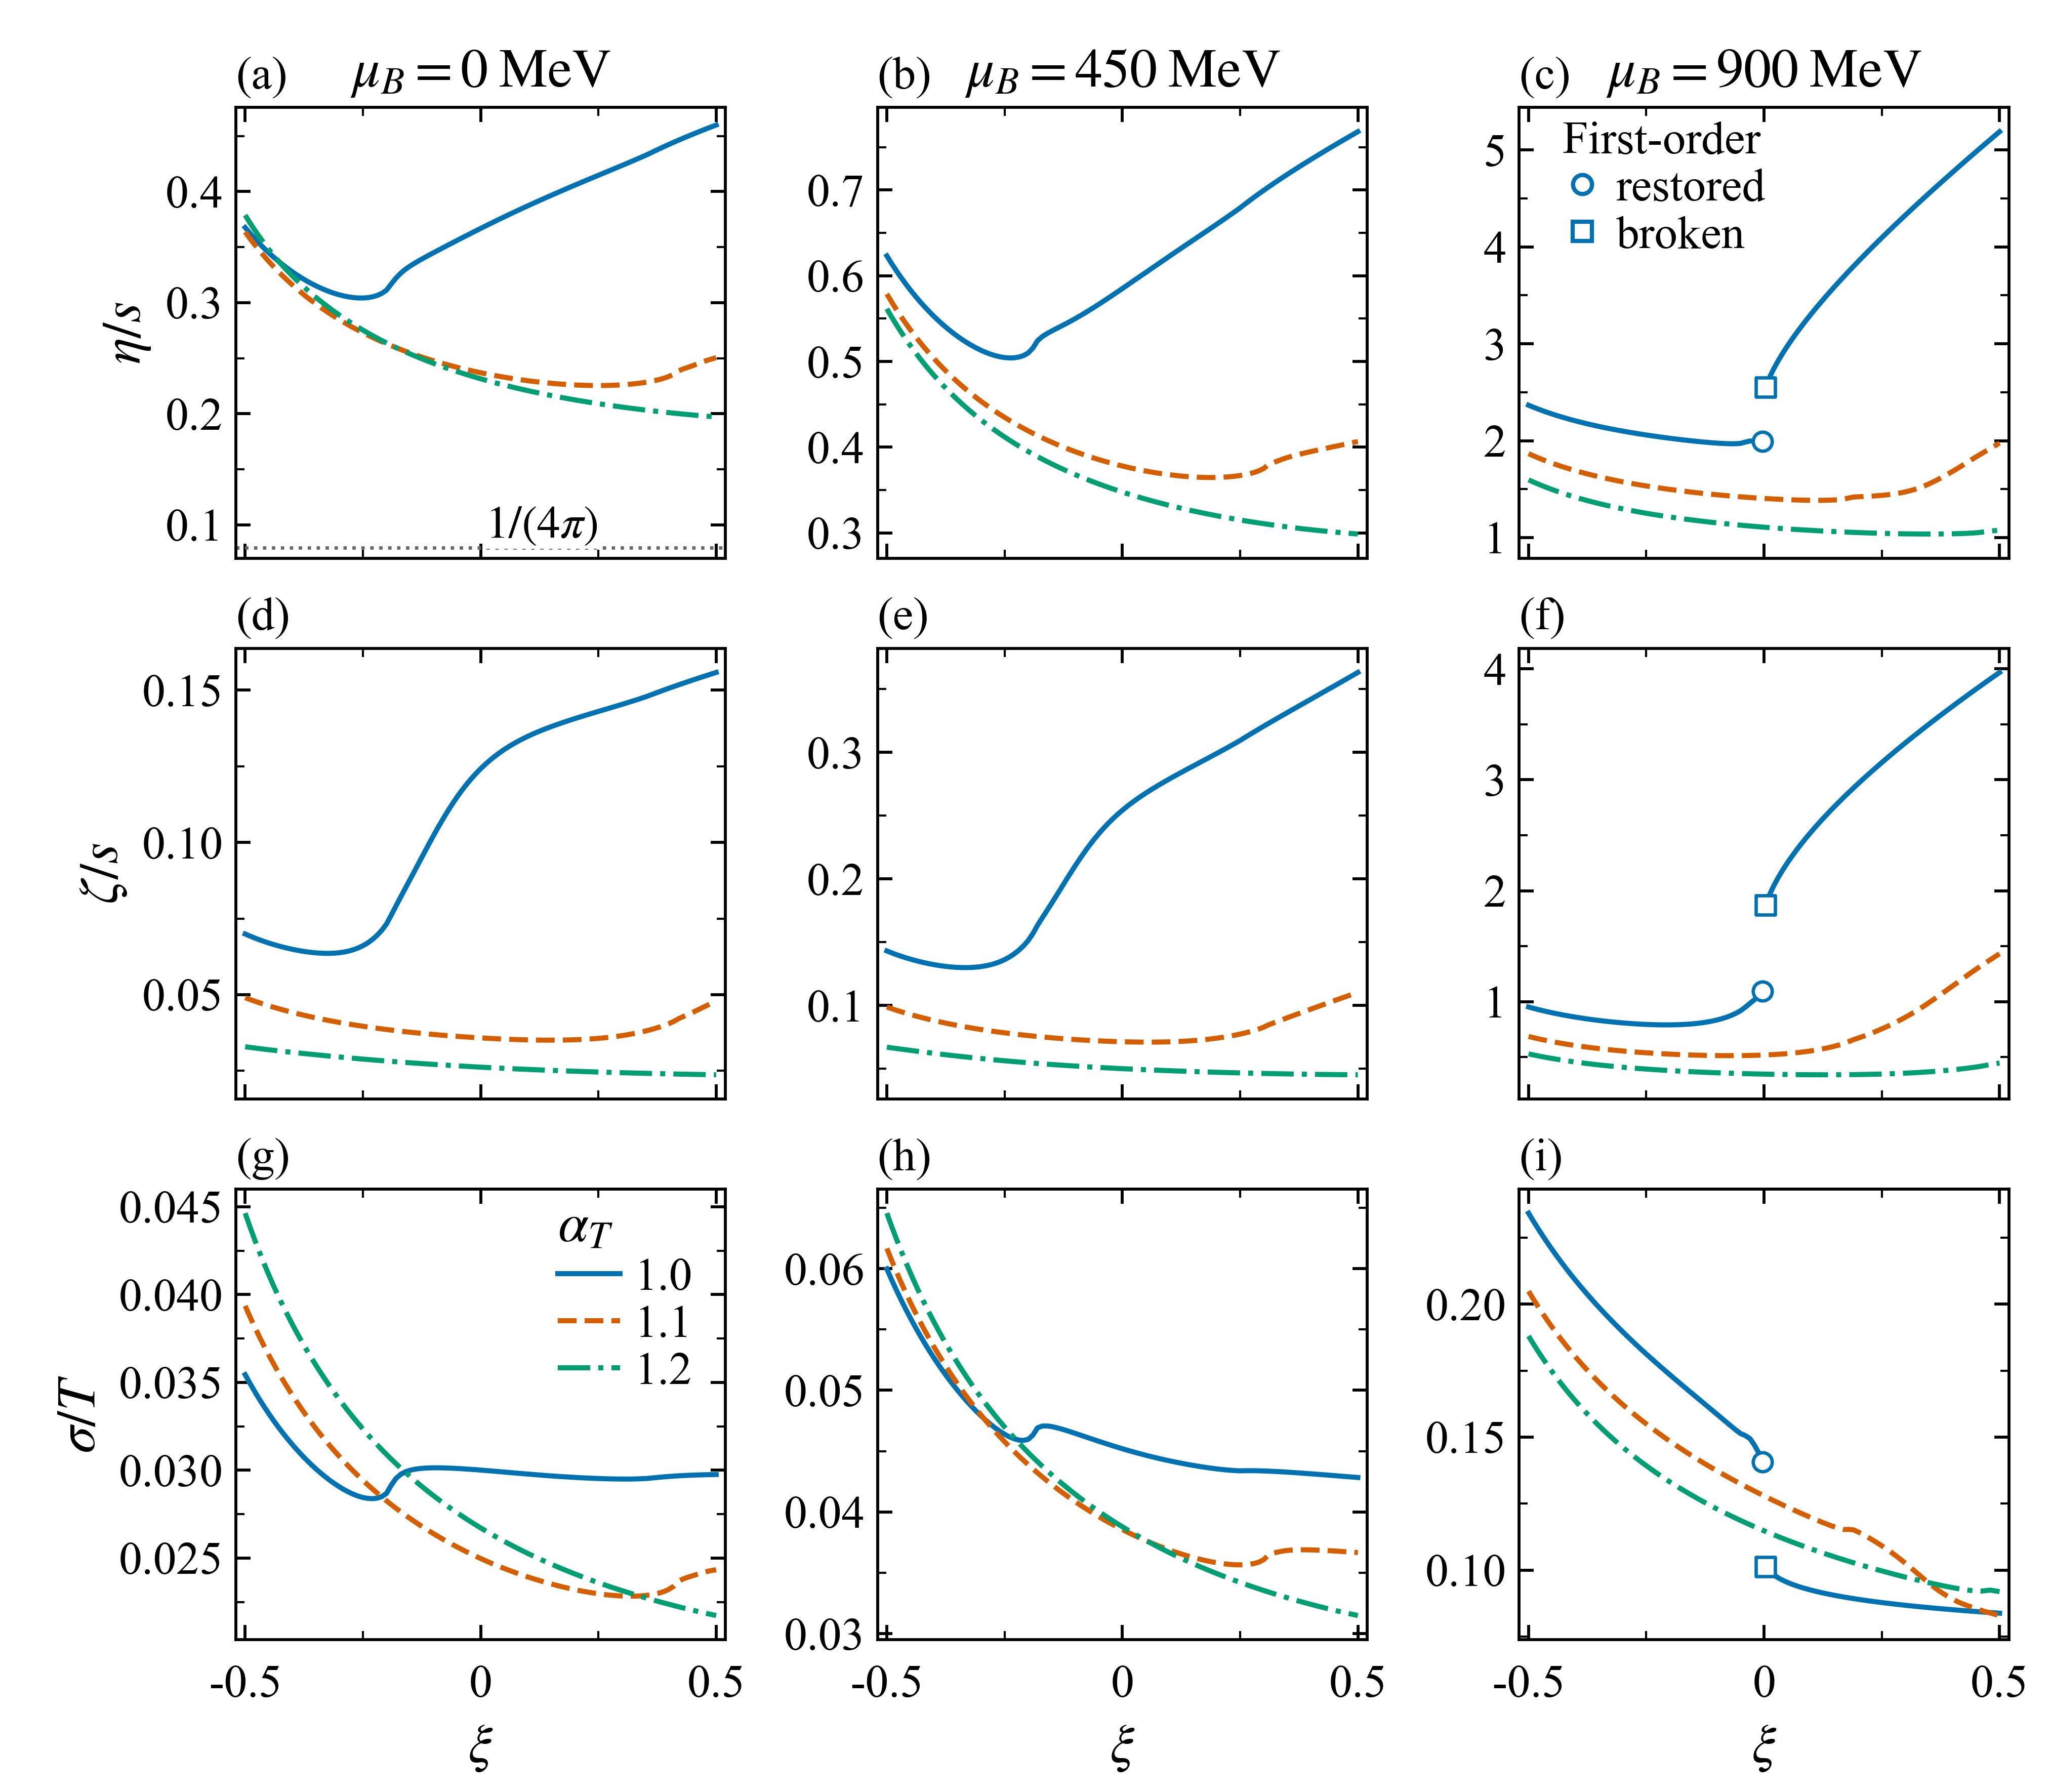 (a) μ_B = 0 MeV
(b) μ_B = 450 MeV
(c) μ_B = 900 MeV
η/s
0.4
0.3
0.2
0.1
1/(4π)
0.7
0.6
0.5
0.4
0.3
5
4
3
2
1
First-order
restored
broken
(d)
(e)
(f)
ζ/s
0.15
0.10
0.05
0.3
0.2
0.1
4
3
2
1
(g)
(h)
(i)
σ/T
0.045
0.040
0.035
0.030
0.025
α_T
1.0
1.1
1.2
0.06
0.05
0.04
0.03
0.20
0.15
0.10
-0.5 0 0.5
-0.5 0 0.5
-0.5 0 0.5
ξ
ξ
ξ